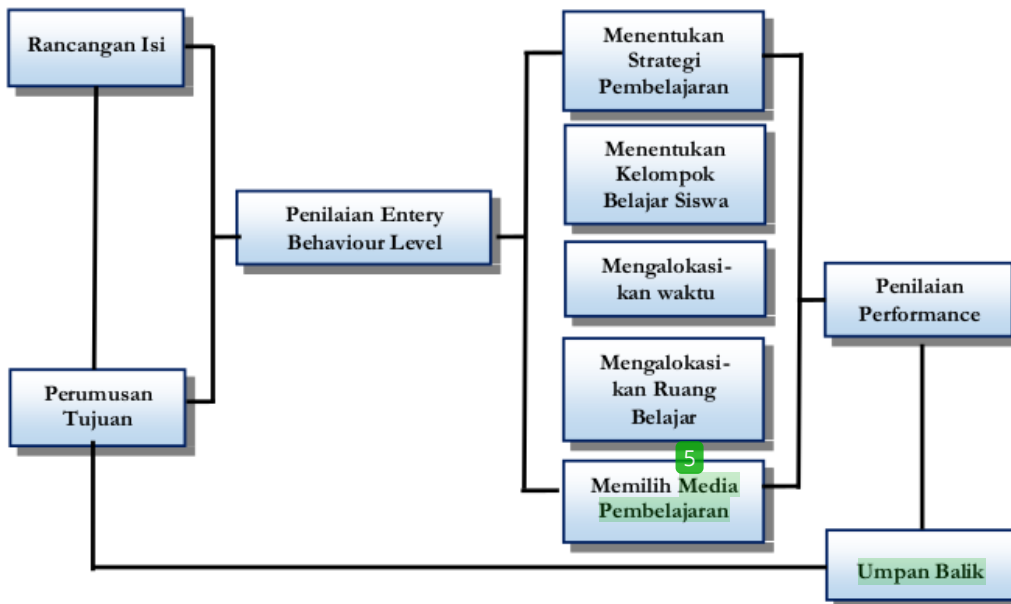 Rancangan Isi
Perumusan
Tujuan
Penilaian Entery
Behaviour Level
Menentukan
Strategi
Pembelajaran
Menentukan
Kelompok
Belajar Siswa
Mengalokasi-
kan waktu
Mengalokasi-
kan Ruang
Belajar
5
Memilih Media
Pembelajaran
Penilaian
Performance
Umpan Balik